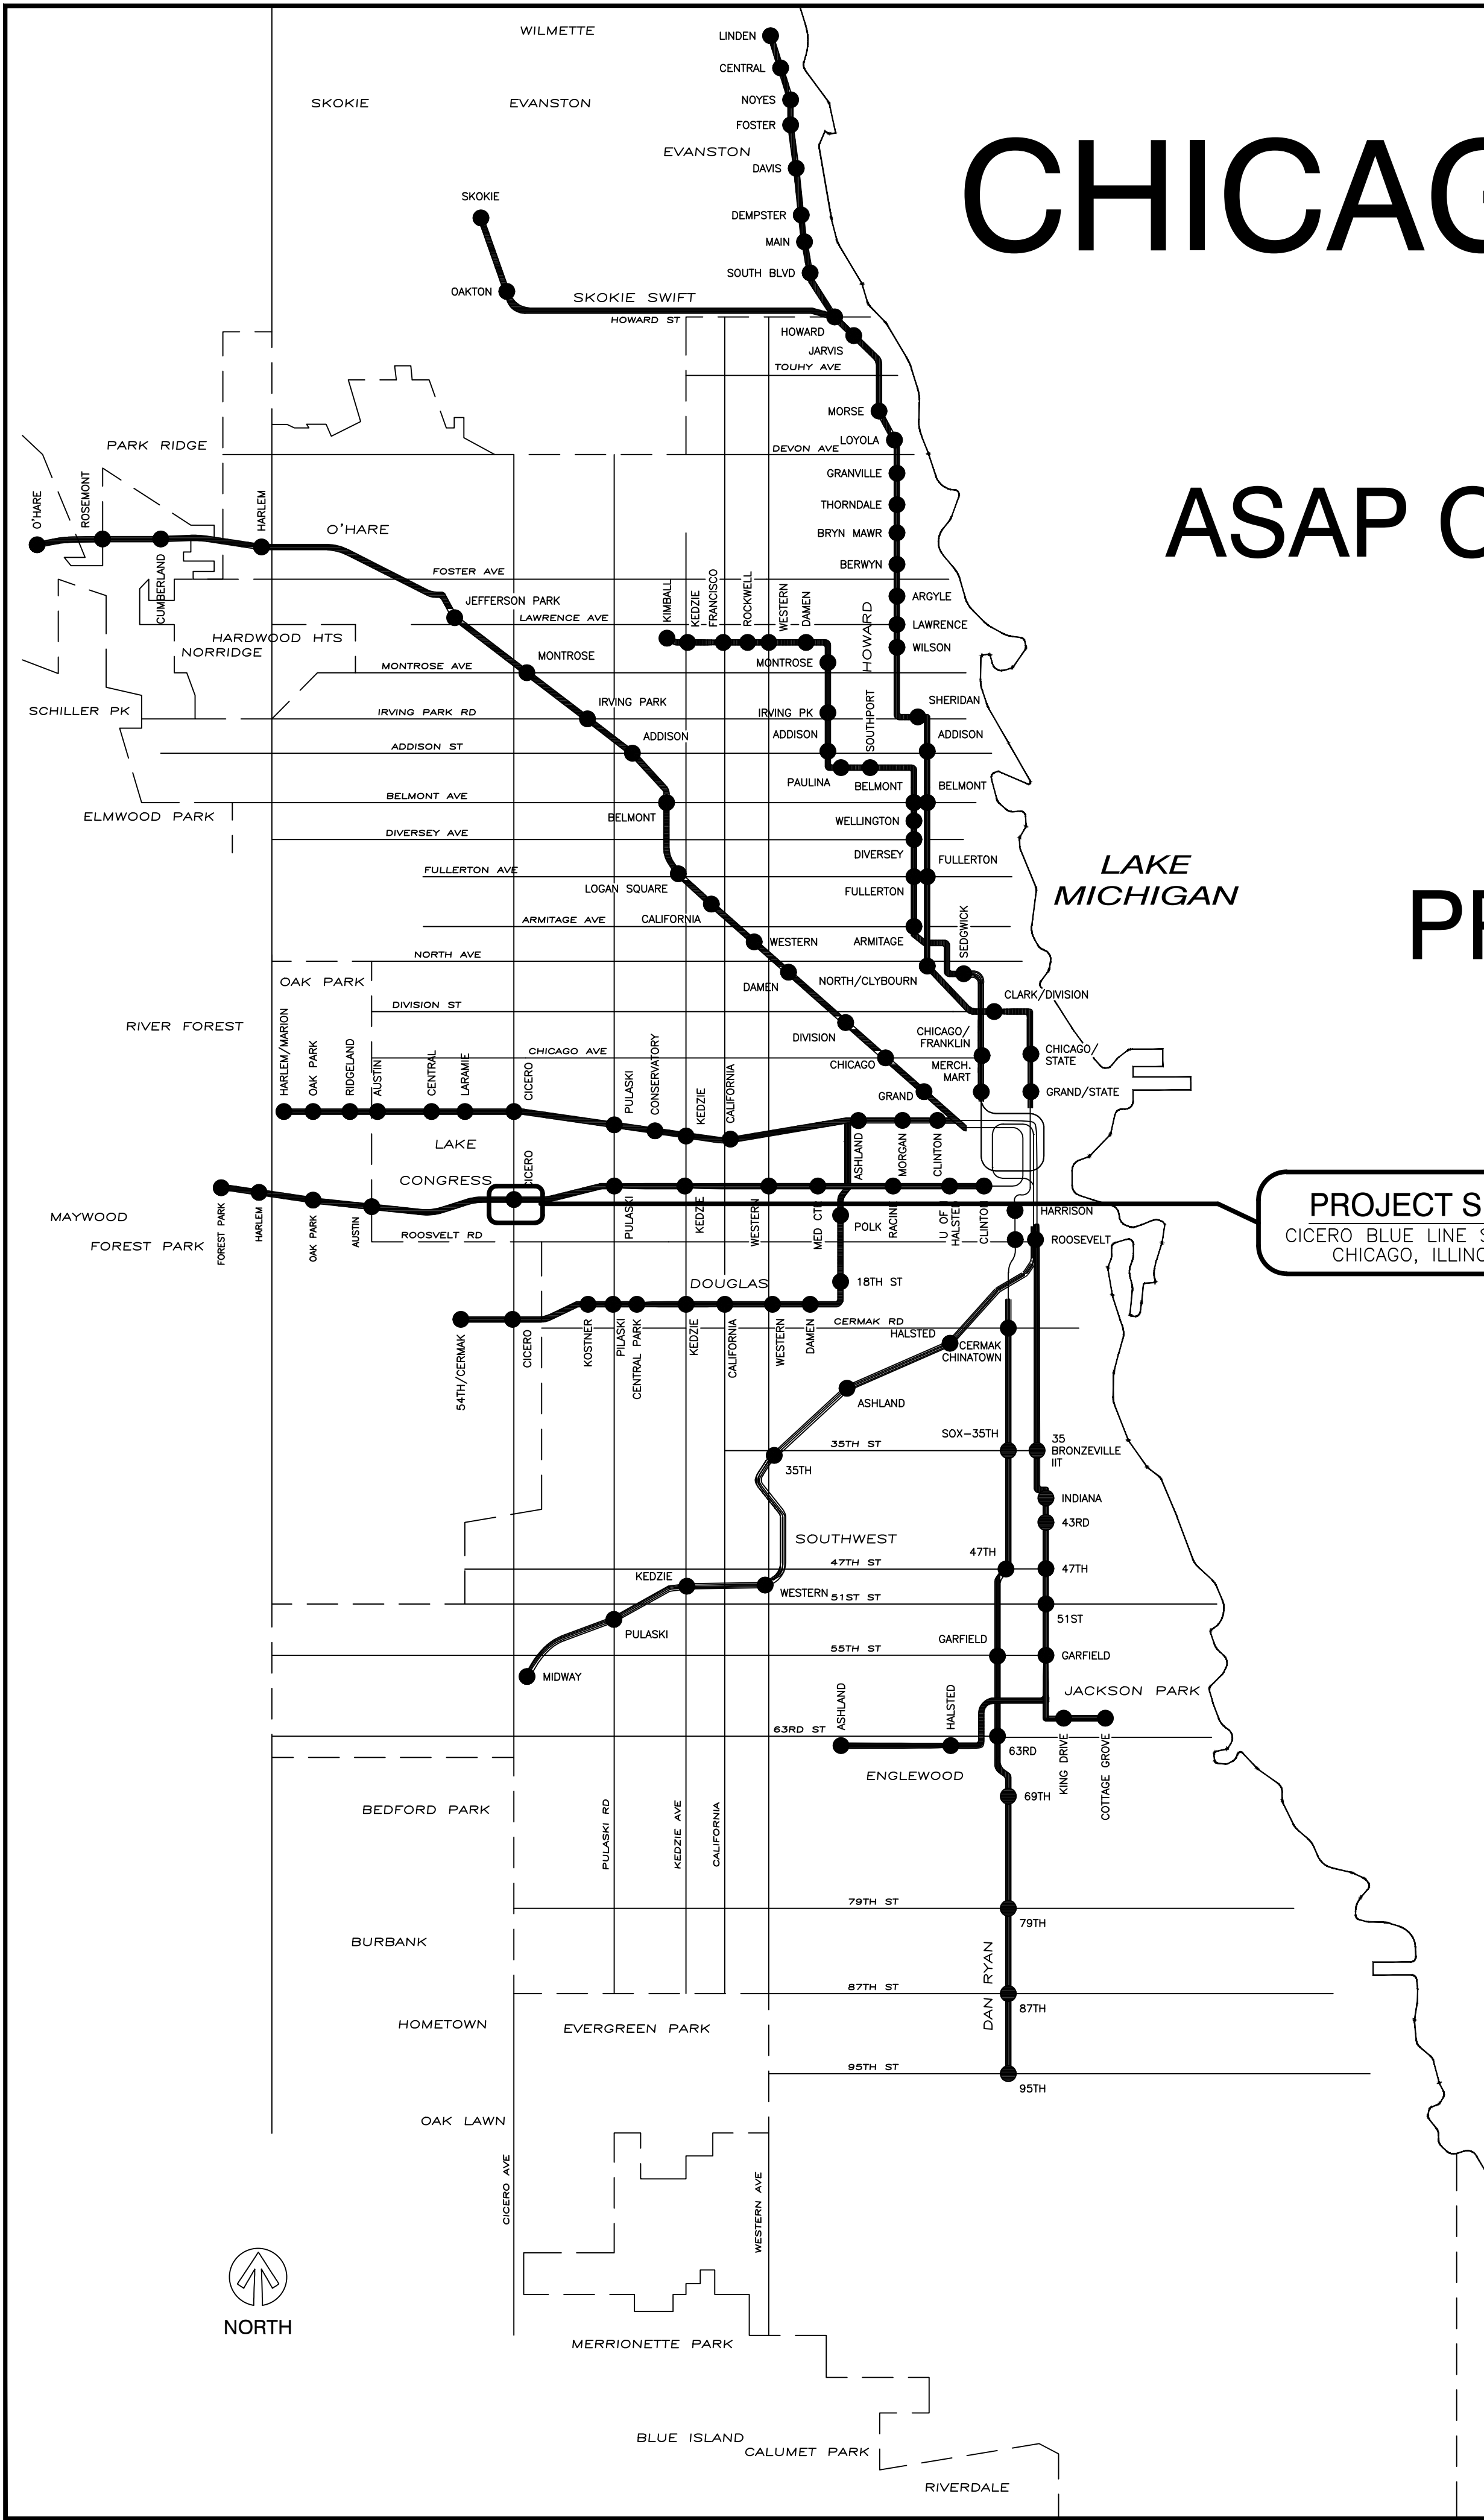 WILMETTE
LINDEN
CENTRAL
SKOKIE
EVANSTON
NOYES
FOSTER
EVANSTON
DAVIS
CHICAG
SKOKIE
DEMPSTER
MAIN
SOUTH BLVD
OAKTON
SKOKIE SWIFT
HOWARD ST
HOWARD
JARVIS
TOUHY AVE
MORSE
LOYOLA
PARK RIDGE
DEVON AVE
GRANVILLE
O'HARE
ROSEMONT
HARLEM
THORNDALE
ASAP C
O'HARE
BRYN MAWR
CUMBERLAND
FOSTER AVE
BERWYN
JEFFERSON PARK
KIMBALL
KEDZIE
FRANCISCO
ROCKWELL
WESTERN
DAMEN
ARGYLE
LAWRENCE AVE
HOWARD
LAWRENCE
HARDWOOD HTS
NORRIDGE
WILSON
MONTROSE
MONTROSE AVE
MONTROSE
IRVING PARK
SHERIDAN
SCHILLER PK
IRVING PARK RD
IRVING PK
SOUTHPORT
ADDISON
ADDISON
ADDISON
ADDISON ST
PAULINA
BELMONT
BELMONT
BELMONT AVE
ELMWOOD PARK
BELMONT
WELLINGTON
DIVERSEY AVE
DIVERSEY
FULLERTON
LAKE
MICHIGAN
FULLERTON AVE
LOGAN SQUARE
FULLERTON
PR
ARMITAGE AVE
CALIFORNIA
SEDGWICK
WESTERN
ARMITAGE
NORTH AVE
OAK PARK
DAMEN
NORTH/CLYBOURN
CLARK/DIVISION
DIVISION ST
RIVER FOREST
DIVISION
CHICAGO/
FRANKLIN
HARLEM/MARION
OAK PARK
RIDGELAND
AUSTIN
CENTRAL
LARAMIE
CICERO
CHICAGO AVE
PULASKI
CONSERVATORY
KEDZIE
CALIFORNIA
CHICAGO
MERCH.
MART
CHICAGO/
STATE
GRAND
GRAND/STATE
LAKE
ASHLAND
MORGAN
CLINTON
CONGRESS
CICERO
MAYWOOD
FOREST PARK
FOREST PARK
HARLEM
OAK PARK
AUSTIN
PULASKI
KEDZIE
WESTERN
MED CTR
POLK
RACINE
U OF I
HALSTED
CLINTON
HARRISON
PROJECT S
CICERO BLUE LINE S
CHICAGO, ILLINO
ROOSVELT RD
ROOSEVELT
DOUGLAS
18TH ST
CERMAK RD
54TH/CERMAK
CICERO
KOSTNER
PILASKI
CENTRAL PARK
KEDZIE
CALIFORNIA
WESTERN
DAMEN
HALSTED
CERMAK
CHINATOWN
ASHLAND
SOX-35TH
35TH ST
35
BRONZEVILLE
IIT
35TH
INDIANA
43RD
SOUTHWEST
47TH
47TH ST
47TH
KEDZIE
WESTERN
51ST ST
51ST
PULASKI
GARFIELD
55TH ST
GARFIELD
MIDWAY
JACKSON PARK
ASHLAND
HALSTED
63RD ST
63RD
KING DRIVE
COTTAGE GROVE
ENGLEWOOD
69TH
BEDFORD PARK
PULASKI RD
KEDZIE AVE
CALIFORNIA
79TH ST
79TH
BURBANK
DAN RYAN
87TH ST
87TH
HOMETOWN
EVERGREEN PARK
95TH ST
95TH
OAK LAWN
CICERO AVE
WESTERN AVE
NORTH
MERRIONETTE PARK
BLUE ISLAND
CALUMET PARK
RIVERDALE